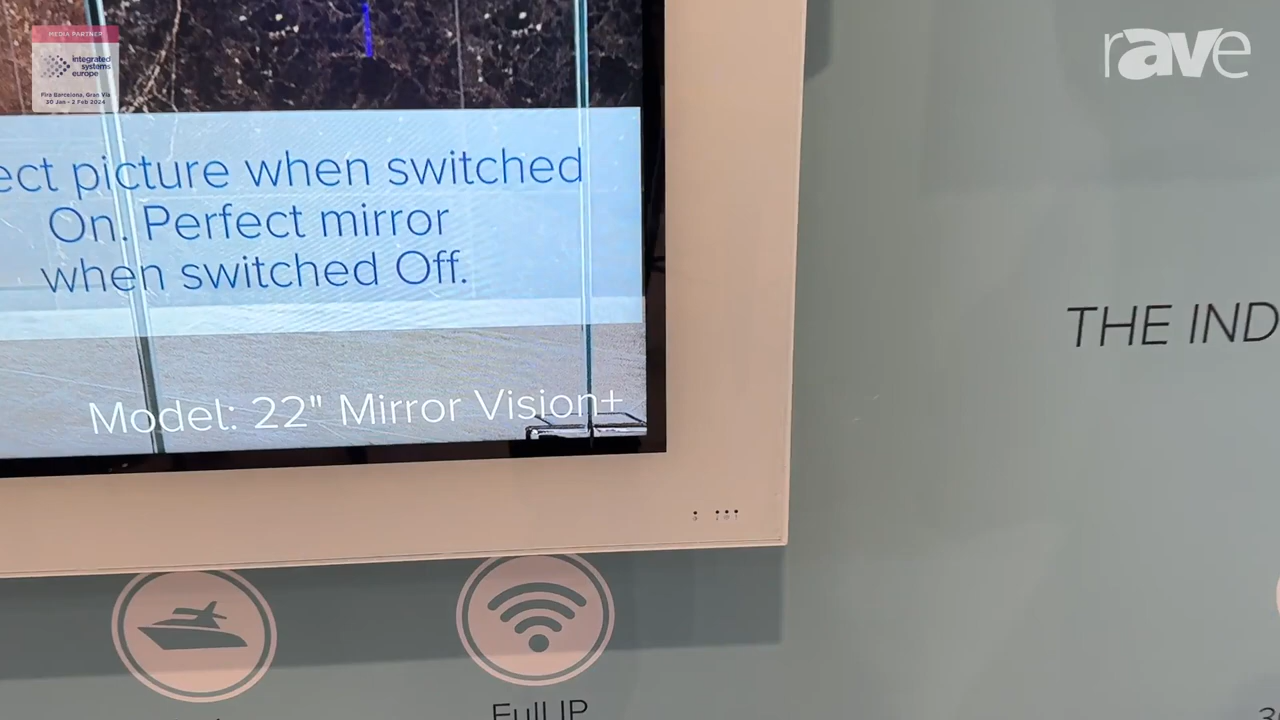 MEDIA PARTNER
integrated
systems
europe
Fira Barcelona, Gran Via
30 Jan - 2 Feb 2024
rAVe
ect picture when switched
On. Perfect mirror
when switched Off.
Model: 22" Mirror Vision+
THE IND
Full IP